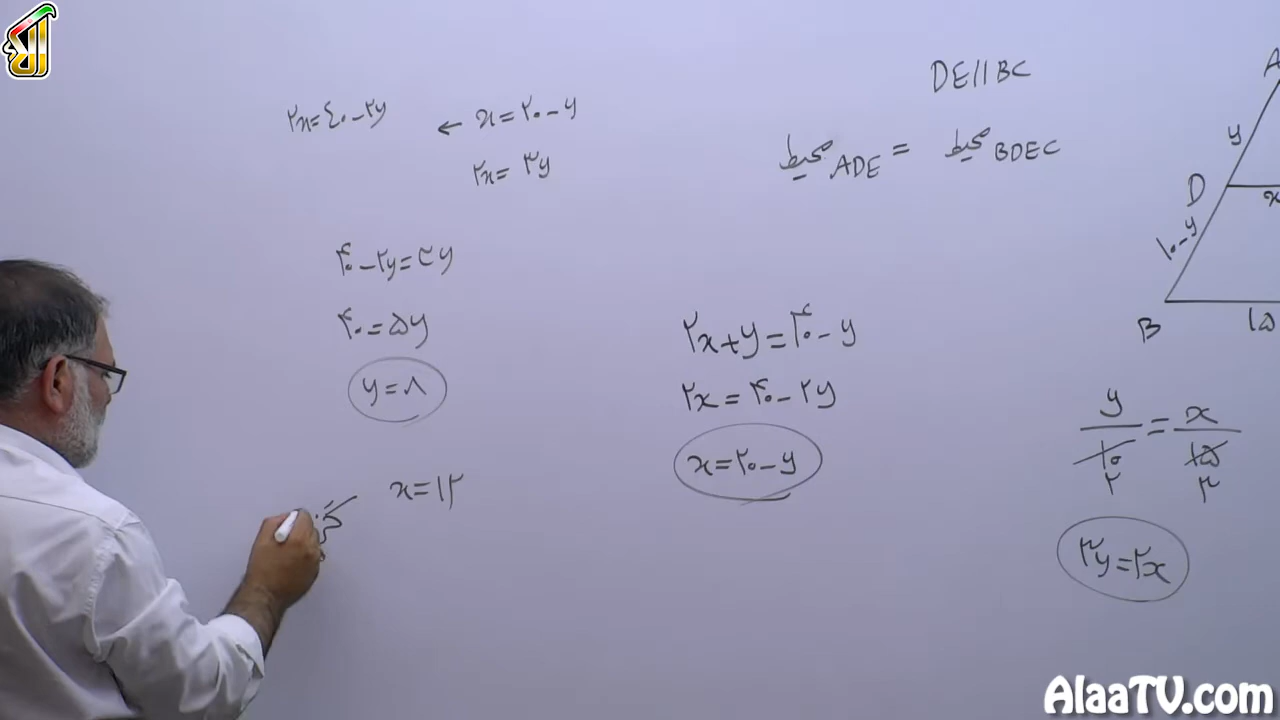 DE||BC
محیط ADE = محیط BDEC
A
y
D
x
۱۰-y
B
۱۵
۲x+y=۴۰-y
۲x=۴۰-۲y
x=۲۰-y
y/۱۰ = x/۱۵
۲ ۳
۳y=۲x
۲x=٤۰-۲y ← x=۲۰-y
۲x=۳y
۴۰-۲y=۳y
۴۰=۵y
y=۸
x=۱۲
AlaaTV.com